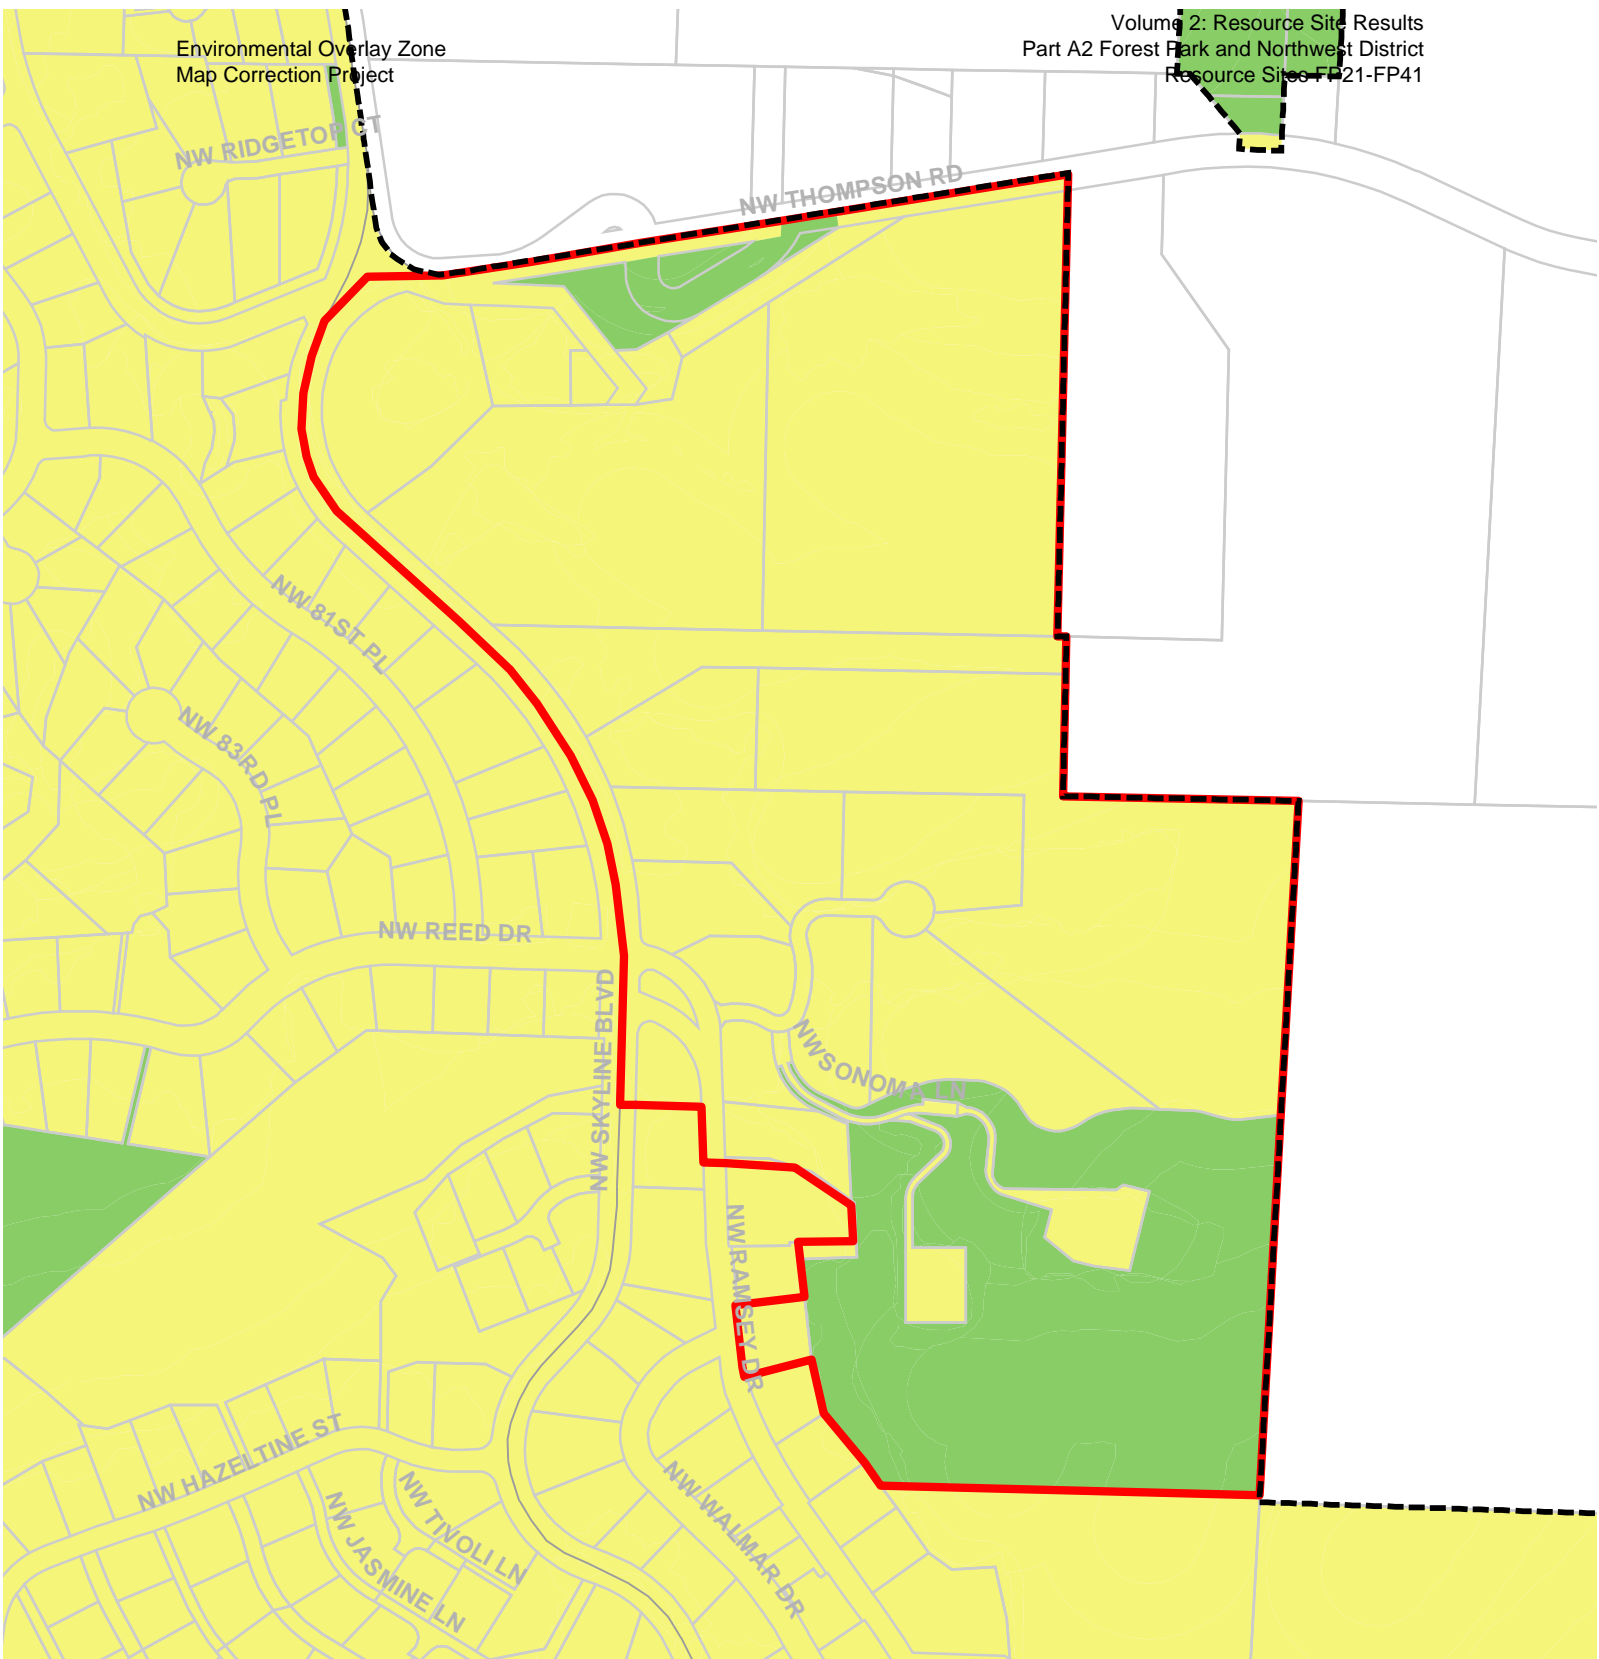 Environmental Overlay Zone
Map Correction Project
Volume 2: Resource Site Results
Part A2 Forest Park and Northwest District
Resource Sites FP21-FP41
NW RIDGETOP CT
NW THOMPSON RD
NW 81ST PL
NW 83RD PL
NW REED DR
NW SKYLINE BLVD
NW SONOMA LN
NW RAMSEY DR
NW HAZELTINE ST
NW TIVOLI LN
NW JASMINE LN
NW WALMAR DR